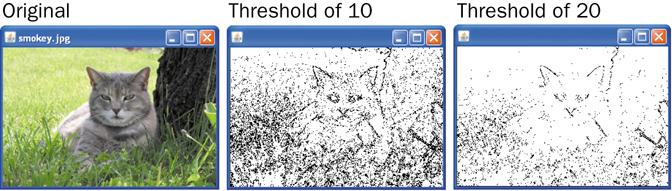 Original
Threshold of 10
Threshold of 20
smokey.jpg